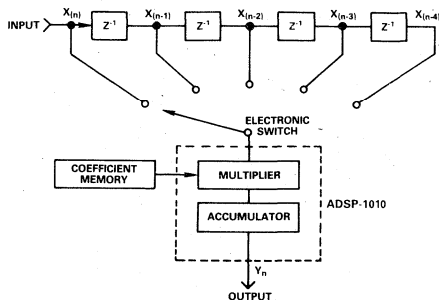 X(n) X(n-1) X(n-2) X(n-3) X(n-4)
INPUT Z-1 Z-1 Z-1 Z-1
ELECTRONIC
SWITCH
COEFFICIENT
MEMORY
MULTIPLIER
ADSP-1010
ACCUMULATOR
Yn
OUTPUT